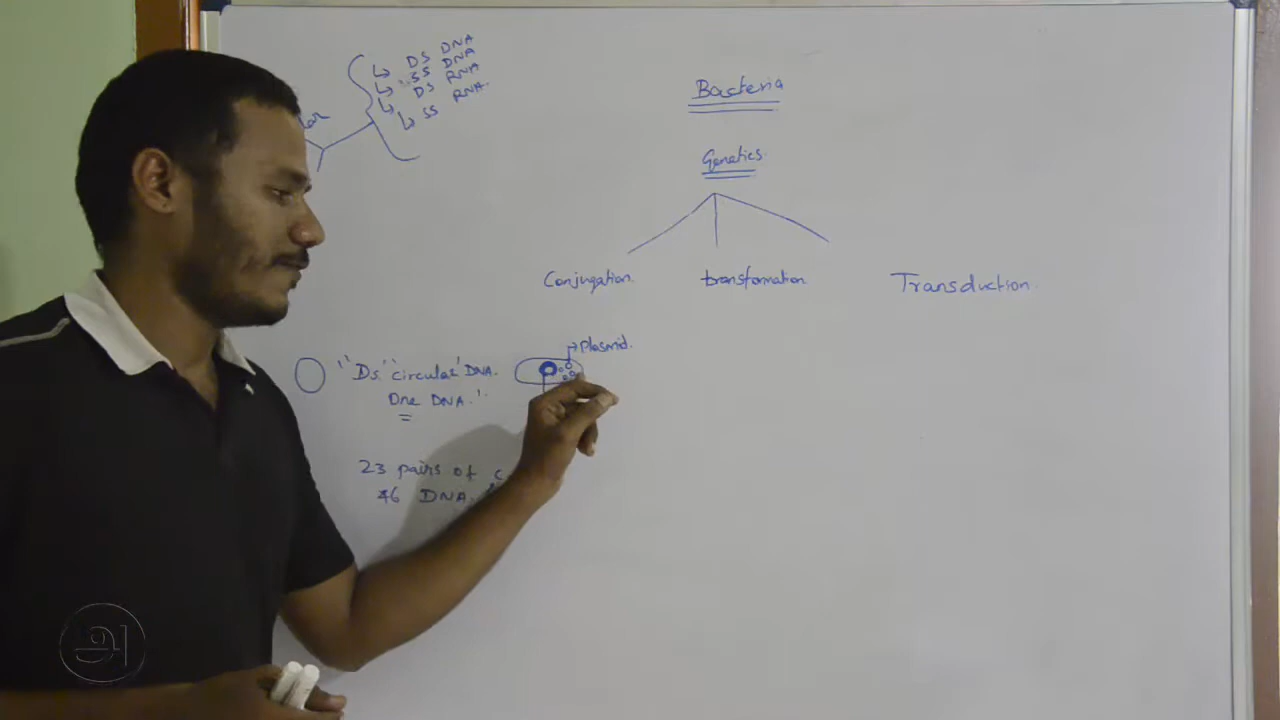 DS DNA
SS DNA
DS RNA
SS RNA
Bacteria
Genetics
Conjugation
transformation
Transduction
Plasmid
"Ds" circular DNA.
One DNA.
23 pairs of
46 DNA.
அ